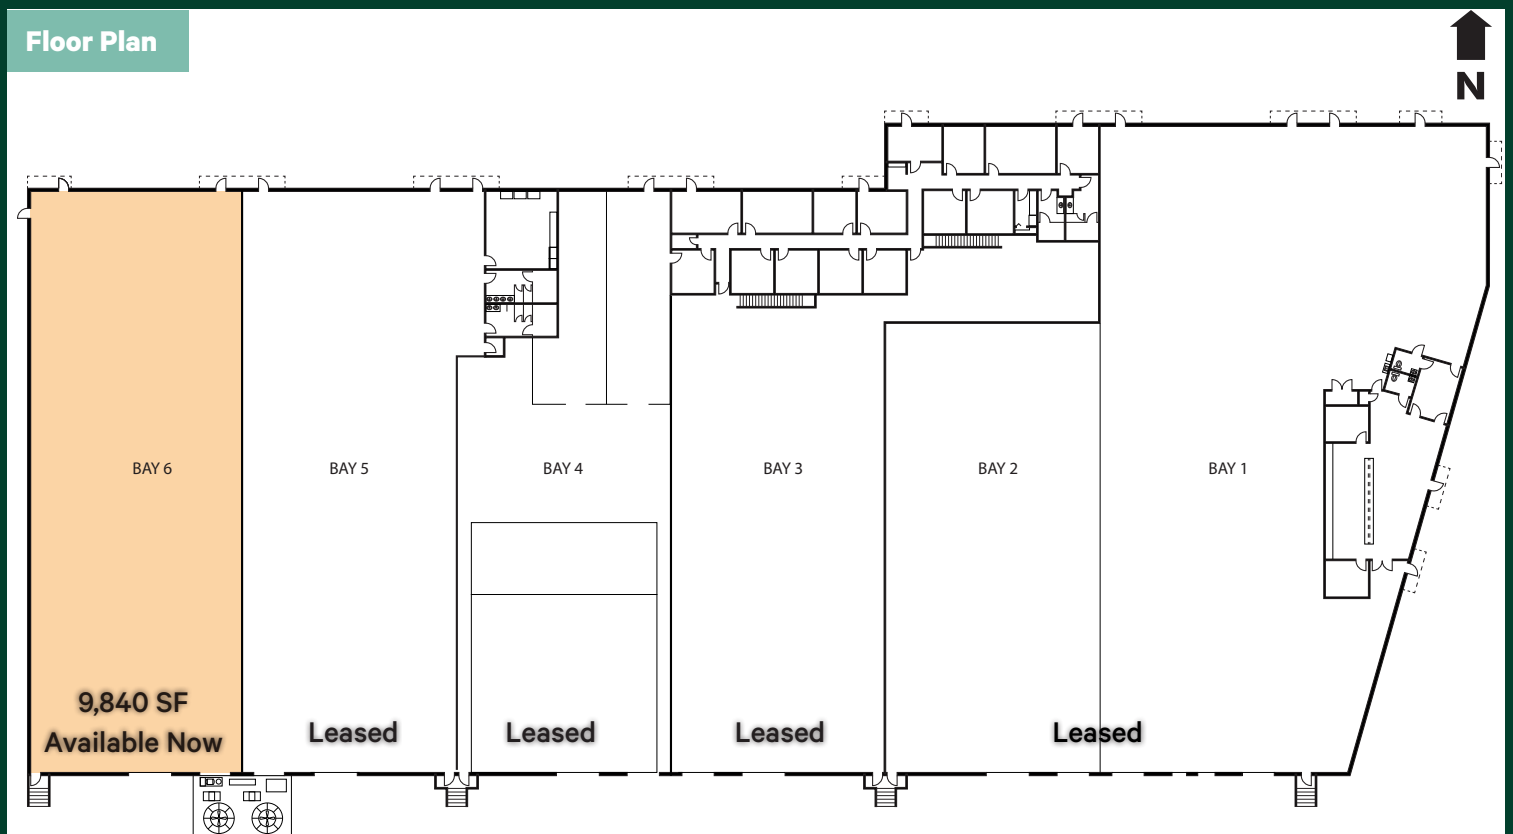 Floor Plan
N
BAY 6
BAY 5
BAY 4
BAY 3
BAY 2
BAY 1
9,840 SF
Available Now
Leased
Leased
Leased
Leased